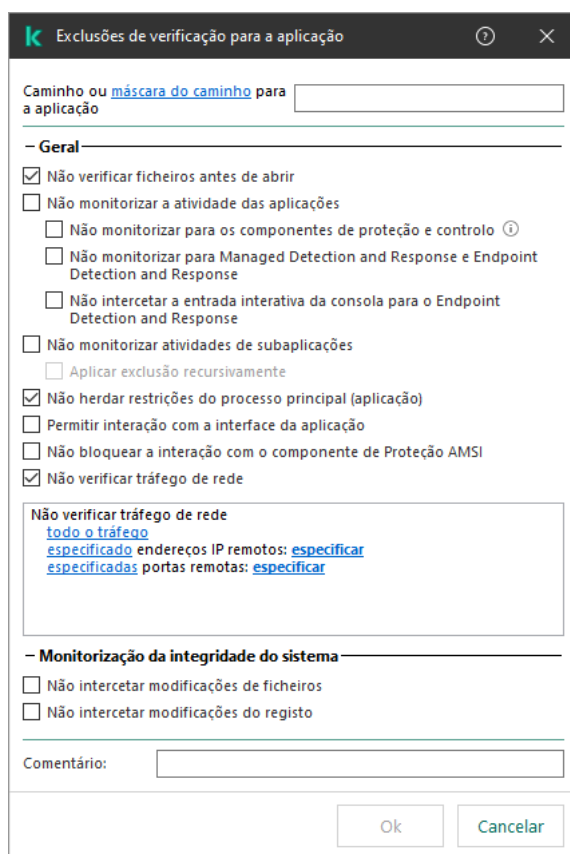 Exclusões de verificação para a aplicação
Caminho ou máscara do caminho para
a aplicação
Geral
Não verificar ficheiros antes de abrir
Não monitorizar a atividade das aplicações
Não monitorizar para os componentes de proteção e controlo
Não monitorizar para Managed Detection and Response e Endpoint
Detection and Response
Não intercetar a entrada interativa da consola para o Endpoint
Detection and Response
Não monitorizar atividades de subaplicações
Aplicar exclusão recursivamente
Não herdar restrições do processo principal (aplicação)
Permitir interação com a interface da aplicação
Não bloquear a interação com o componente de Proteção AMSI
Não verificar tráfego de rede
Não verificar tráfego de rede
todo o tráfego
especificado endereços IP remotos: especificar
especificadas portas remotas: especificar
Monitorização da integridade do sistema
Não intercetar modificações de ficheiros
Não intercetar modificações do registo
Comentário:
Ok Cancelar